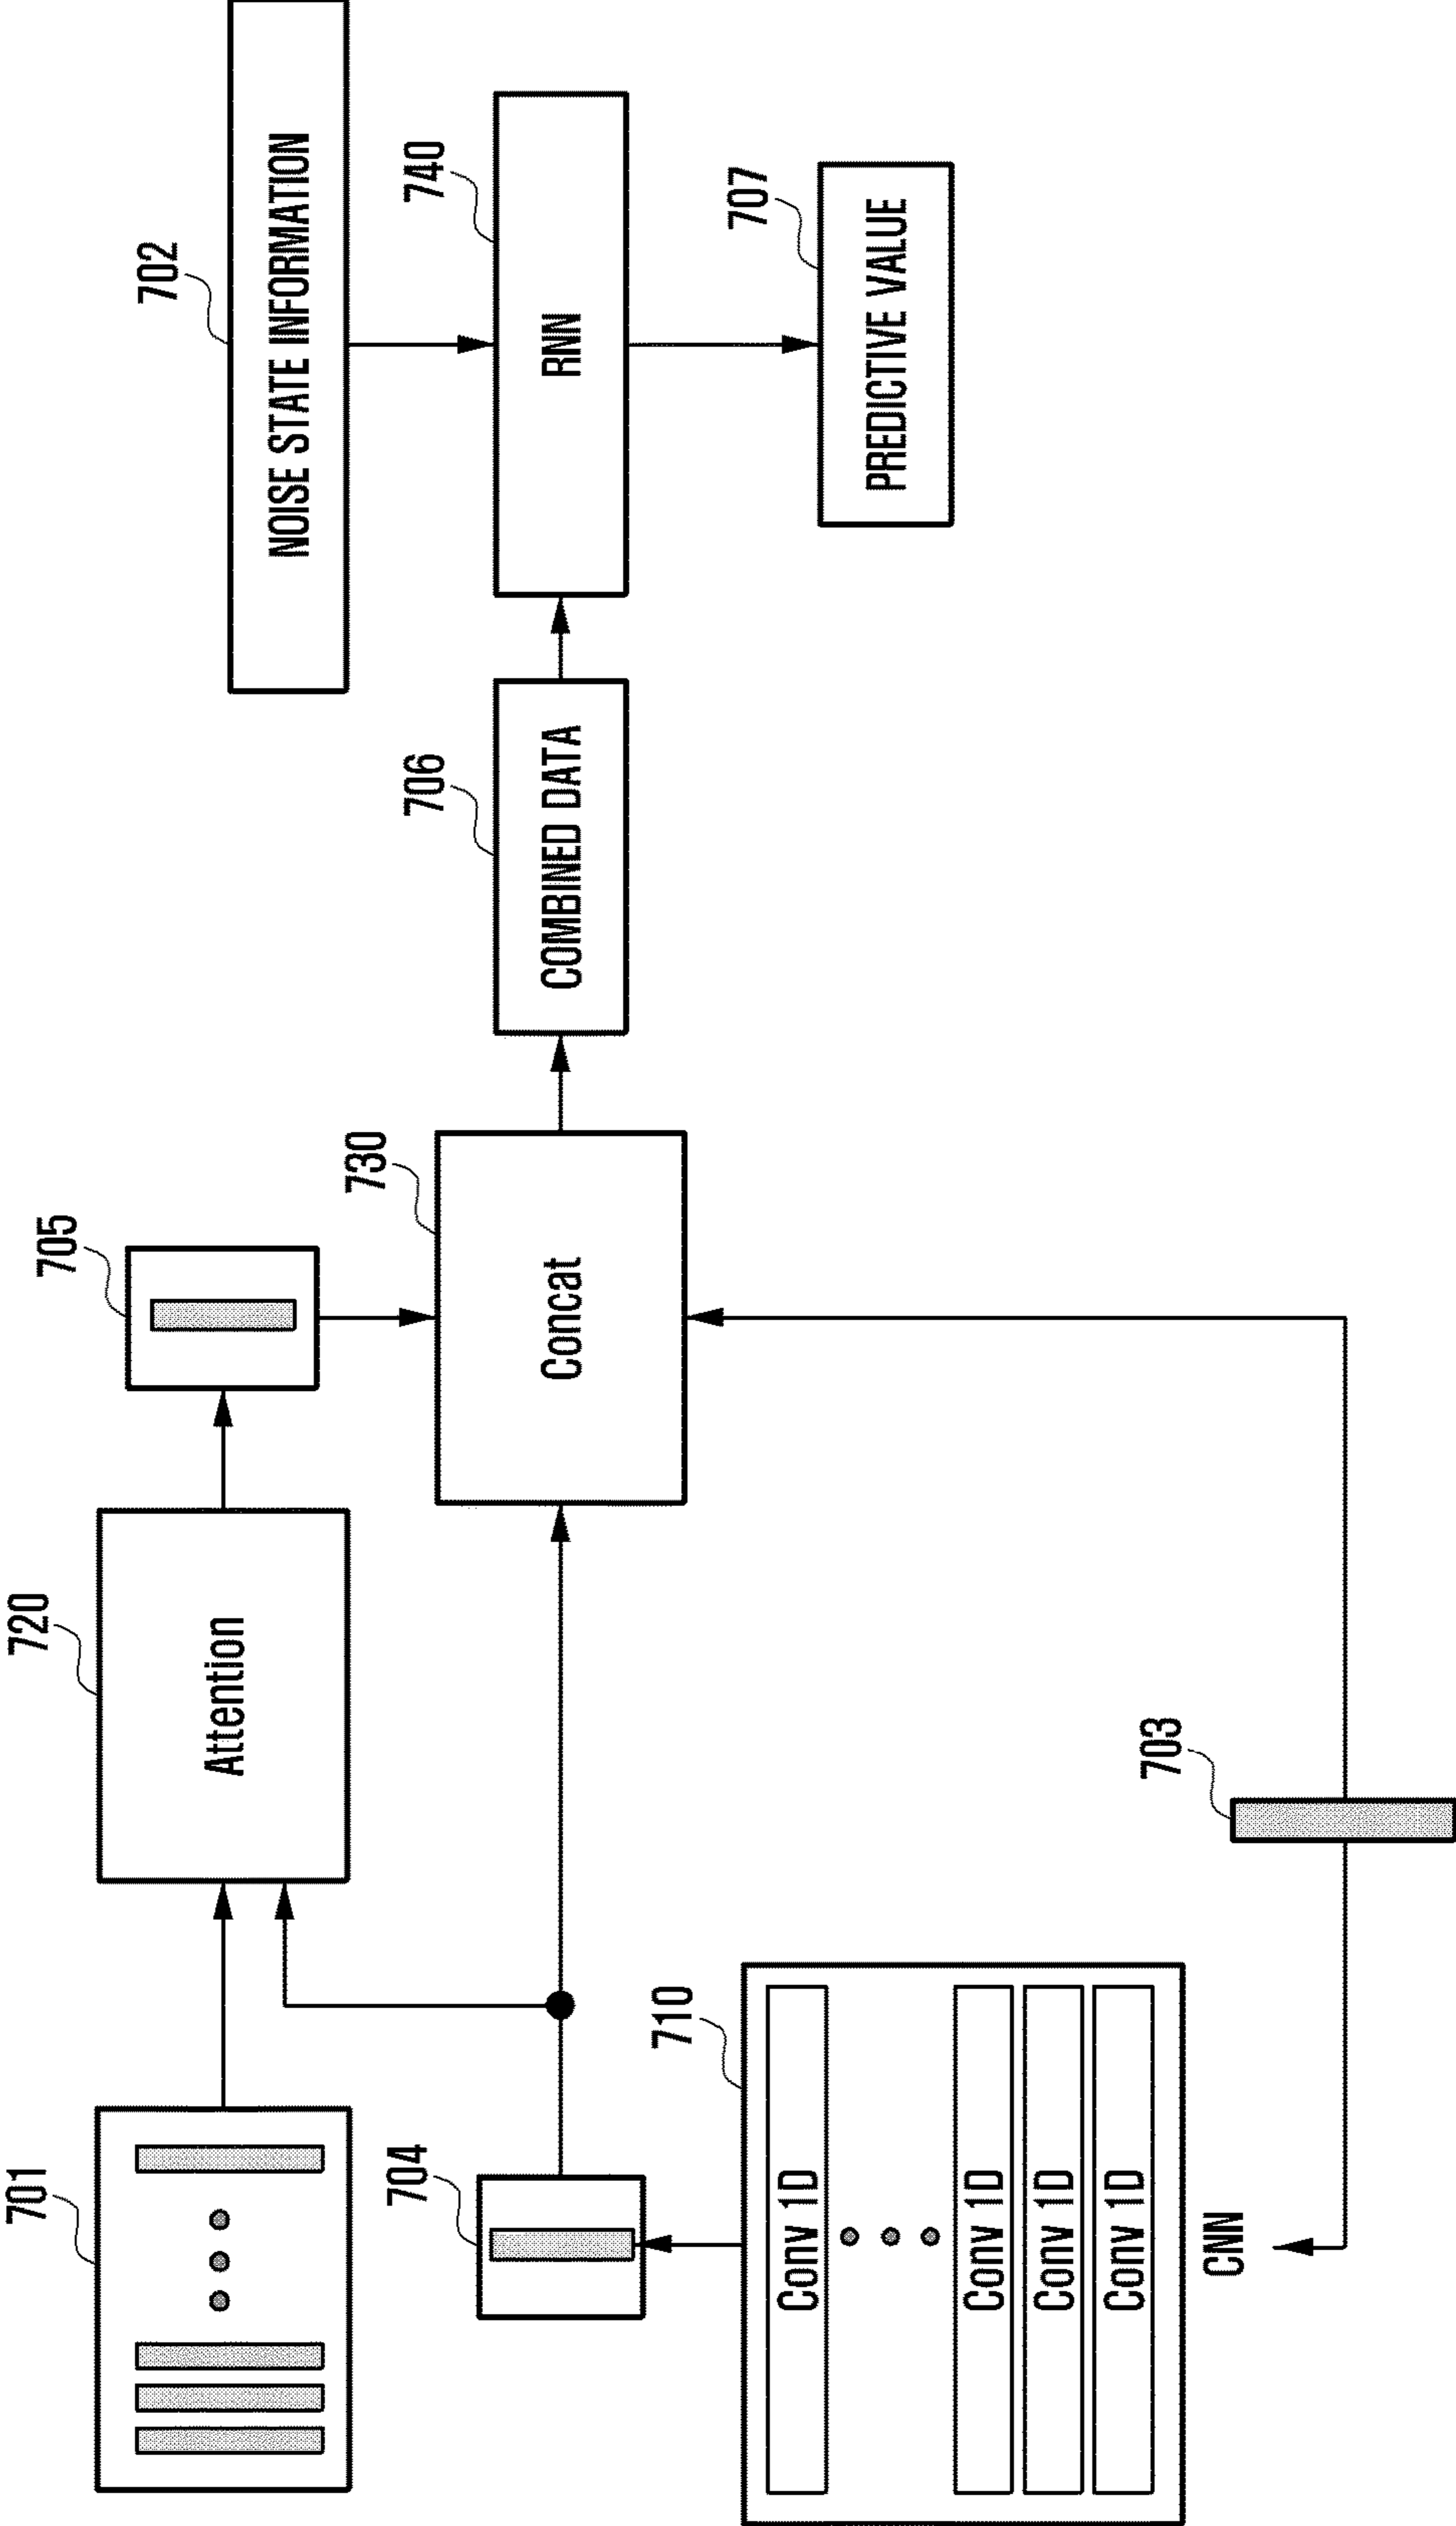 701
720
Attention
705
702
NOISE STATE INFORMATION
704
730
Concat
706
COMBINED DATA
740
RNN
710
Conv 1D
Conv 1D
Conv 1D
Conv 1D
CNN
703
707
PREDICTIVE VALUE